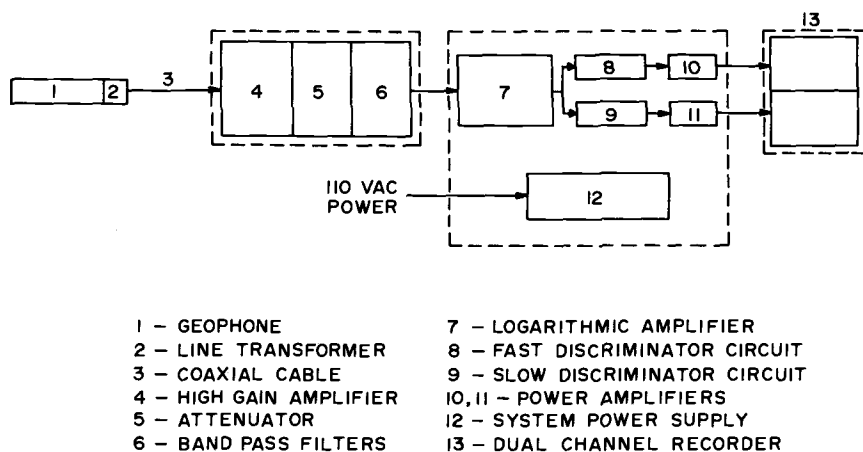 13
1 2 3 4 5 6 7 8 10
9 11
110 VAC
POWER
12
1 – GEOPHONE
2 – LINE TRANSFORMER
3 – COAXIAL CABLE
4 – HIGH GAIN AMPLIFIER
5 – ATTENUATOR
6 – BAND PASS FILTERS
7 – LOGARITHMIC AMPLIFIER
8 – FAST DISCRIMINATOR CIRCUIT
9 – SLOW DISCRIMINATOR CIRCUIT
10,11 – POWER AMPLIFIERS
12 – SYSTEM POWER SUPPLY
13 – DUAL CHANNEL RECORDER